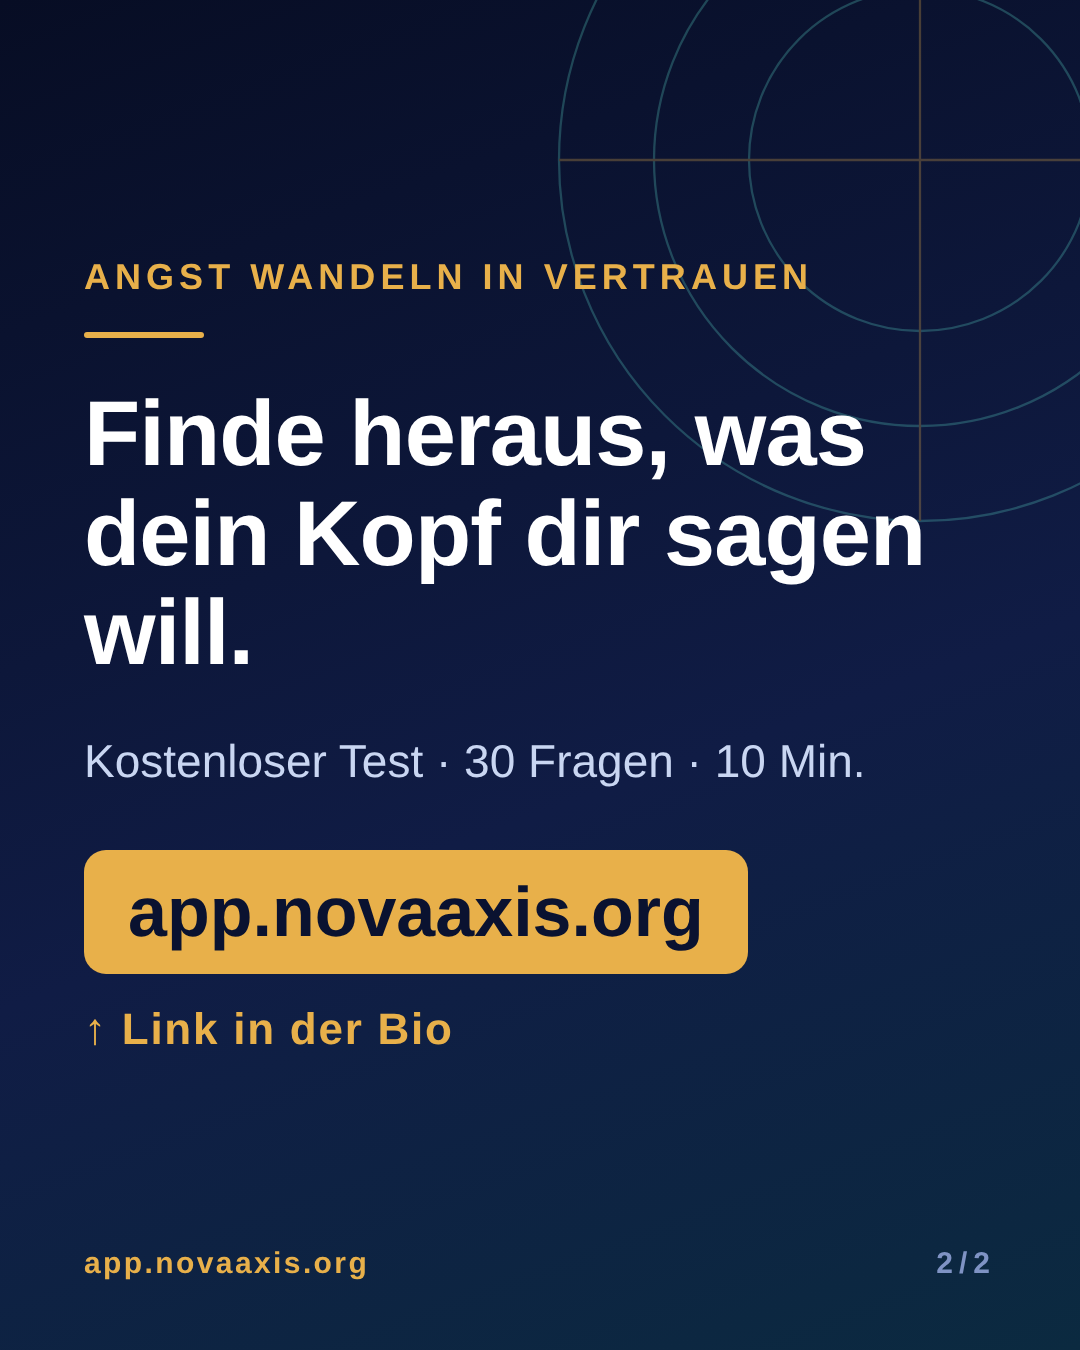 ANGST WANDELN IN VERTRAUEN
Finde heraus, was
dein Kopf dir sagen
will.
Kostenloser Test · 30 Fragen · 10 Min.
app.novaaxis.org
↑ Link in der Bio
app.novaaxis.org
2/2